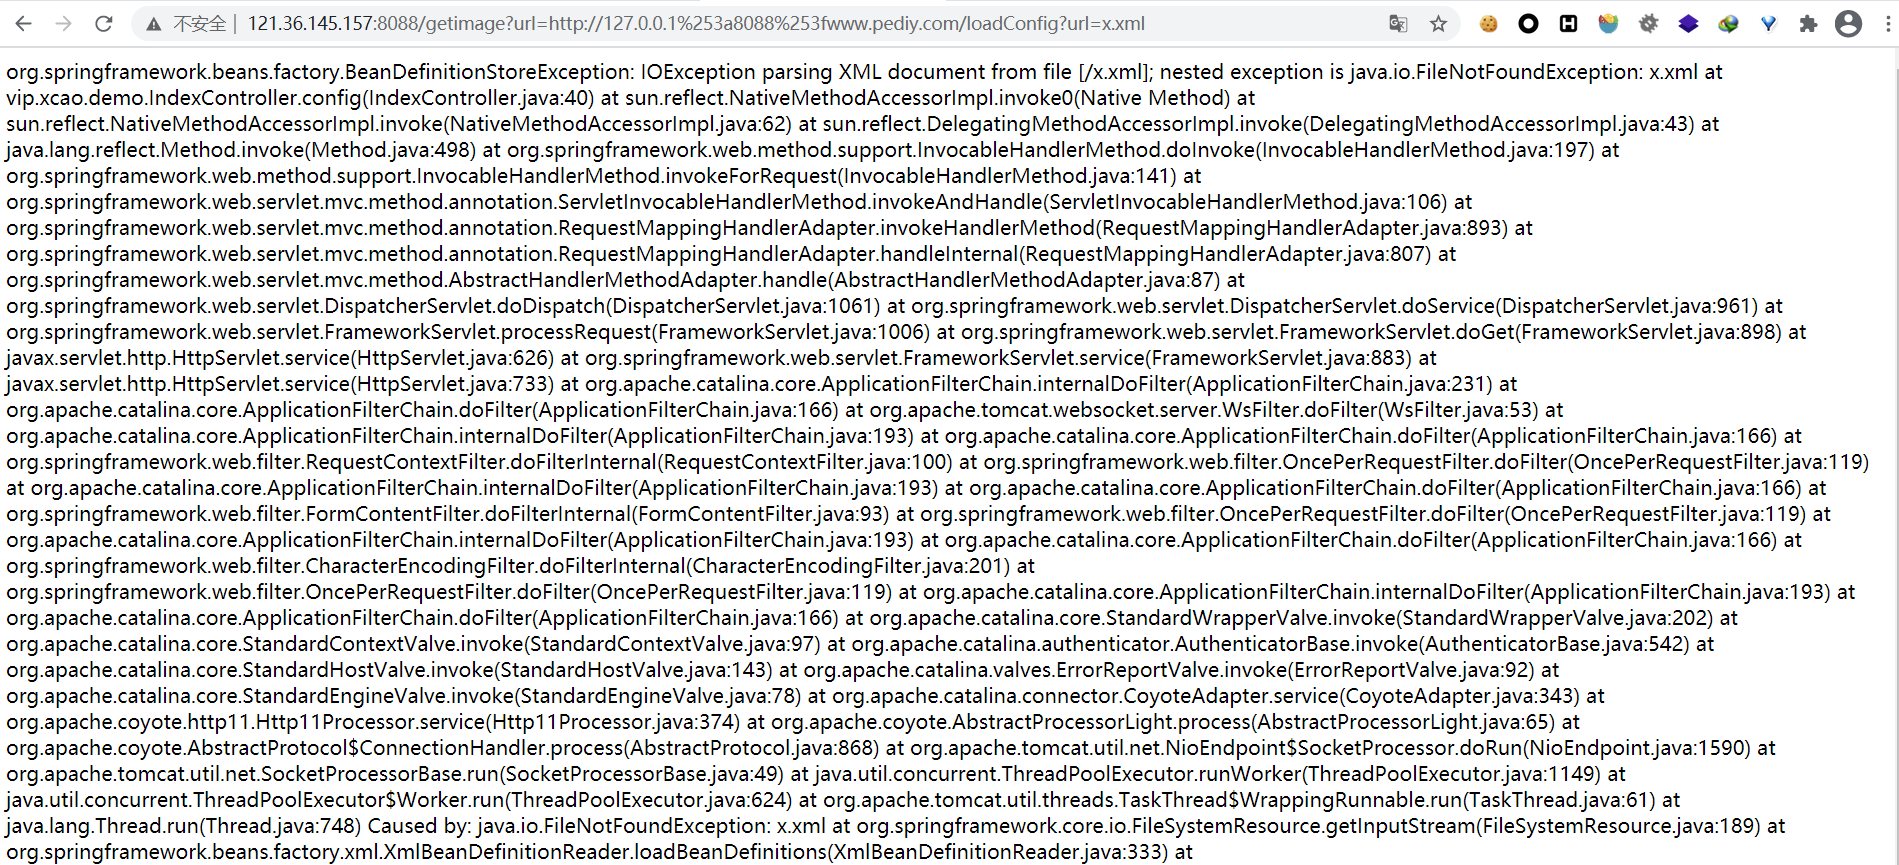 不安全 | 121.36.145.157:8088/getimage?url=http://127.0.0.1%253a8088%253fwww.pediy.com/loadConfig?url=x.xml
org.springframework.beans.factory.BeanDefinitionStoreException: IOException parsing XML document from file [/x.xml]; nested exception is java.io.FileNotFoundException: x.xml at
vip.xcao.demo.IndexController.config(IndexController.java:40) at sun.reflect.NativeMethodAccessorImpl.invoke0(Native Method) at
sun.reflect.NativeMethodAccessorImpl.invoke(NativeMethodAccessorImpl.java:62) at sun.reflect.DelegatingMethodAccessorImpl.invoke(DelegatingMethodAccessorImpl.java:43) at
java.lang.reflect.Method.invoke(Method.java:498) at org.springframework.web.method.support.InvocableHandlerMethod.doInvoke(InvocableHandlerMethod.java:197) at
org.springframework.web.method.support.InvocableHandlerMethod.invokeForRequest(InvocableHandlerMethod.java:141) at
org.springframework.web.servlet.mvc.method.annotation.ServletInvocableHandlerMethod.invokeAndHandle(ServletInvocableHandlerMethod.java:106) at
org.springframework.web.servlet.mvc.method.annotation.RequestMappingHandlerAdapter.invokeHandlerMethod(RequestMappingHandlerAdapter.java:893) at
org.springframework.web.servlet.mvc.method.annotation.RequestMappingHandlerAdapter.handleInternal(RequestMappingHandlerAdapter.java:807) at
org.springframework.web.servlet.mvc.method.AbstractHandlerMethodAdapter.handle(AbstractHandlerMethodAdapter.java:87) at
org.springframework.web.servlet.DispatcherServlet.doDispatch(DispatcherServlet.java:1061) at org.springframework.web.servlet.DispatcherServlet.doService(DispatcherServlet.java:961) at
org.springframework.web.servlet.FrameworkServlet.processRequest(FrameworkServlet.java:1006) at org.springframework.web.servlet.FrameworkServlet.doGet(FrameworkServlet.java:898) at
javax.servlet.http.HttpServlet.service(HttpServlet.java:626) at org.springframework.web.servlet.FrameworkServlet.service(FrameworkServlet.java:883) at
javax.servlet.http.HttpServlet.service(HttpServlet.java:733) at org.apache.catalina.core.ApplicationFilterChain.internalDoFilter(ApplicationFilterChain.java:231) at
org.apache.catalina.core.ApplicationFilterChain.doFilter(ApplicationFilterChain.java:166) at org.apache.tomcat.websocket.server.WsFilter.doFilter(WsFilter.java:53) at
org.apache.catalina.core.ApplicationFilterChain.internalDoFilter(ApplicationFilterChain.java:193) at org.apache.catalina.core.ApplicationFilterChain.doFilter(ApplicationFilterChain.java:166) at
org.springframework.web.filter.RequestContextFilter.doFilterInternal(RequestContextFilter.java:100) at org.springframework.web.filter.OncePerRequestFilter.doFilter(OncePerRequestFilter.java:119)
at org.apache.catalina.core.ApplicationFilterChain.internalDoFilter(ApplicationFilterChain.java:193) at org.apache.catalina.core.ApplicationFilterChain.doFilter(ApplicationFilterChain.java:166) at
org.springframework.web.filter.FormContentFilter.doFilterInternal(FormContentFilter.java:93) at org.springframework.web.filter.OncePerRequestFilter.doFilter(OncePerRequestFilter.java:119) at
org.apache.catalina.core.ApplicationFilterChain.internalDoFilter(ApplicationFilterChain.java:193) at org.apache.catalina.core.ApplicationFilterChain.doFilter(ApplicationFilterChain.java:166) at
org.springframework.web.filter.CharacterEncodingFilter.doFilterInternal(CharacterEncodingFilter.java:201) at
org.springframework.web.filter.OncePerRequestFilter.doFilter(OncePerRequestFilter.java:119) at org.apache.catalina.core.ApplicationFilterChain.internalDoFilter(ApplicationFilterChain.java:193) at
org.apache.catalina.core.ApplicationFilterChain.doFilter(ApplicationFilterChain.java:166) at org.apache.catalina.core.StandardWrapperValve.invoke(StandardWrapperValve.java:202) at
org.apache.catalina.core.StandardContextValve.invoke(StandardContextValve.java:97) at org.apache.catalina.authenticator.AuthenticatorBase.invoke(AuthenticatorBase.java:542) at
org.apache.catalina.core.StandardHostValve.invoke(StandardHostValve.java:143) at org.apache.catalina.valves.ErrorReportValve.invoke(ErrorReportValve.java:92) at
org.apache.catalina.core.StandardEngineValve.invoke(StandardEngineValve.java:78) at org.apache.catalina.connector.CoyoteAdapter.service(CoyoteAdapter.java:343) at
org.apache.coyote.http11.Http11Processor.service(Http11Processor.java:374) at org.apache.coyote.AbstractProcessorLight.process(AbstractProcessorLight.java:65) at
org.apache.coyote.AbstractProtocol$ConnectionHandler.process(AbstractProtocol.java:868) at org.apache.tomcat.util.net.NioEndpoint$SocketProcessor.doRun(NioEndpoint.java:1590) at
org.apache.tomcat.util.net.SocketProcessorBase.run(SocketProcessorBase.java:49) at java.util.concurrent.ThreadPoolExecutor.runWorker(ThreadPoolExecutor.java:1149) at
java.util.concurrent.ThreadPoolExecutor$Worker.run(ThreadPoolExecutor.java:624) at org.apache.tomcat.util.threads.TaskThread$WrappingRunnable.run(TaskThread.java:61) at
java.lang.Thread.run(Thread.java:748) Caused by: java.io.FileNotFoundException: x.xml at org.springframework.core.io.FileSystemResource.getInputStream(FileSystemResource.java:189) at
org.springframework.beans.factory.xml.XmlBeanDefinitionReader.loadBeanDefinitions(XmlBeanDefinitionReader.java:333) at